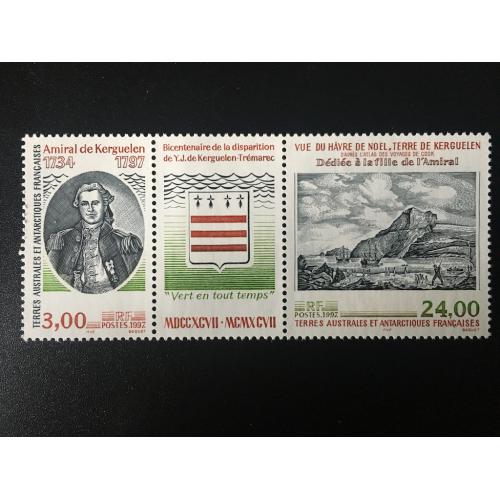 Amiral de Kerguelen
1734 1797
TERRES AUSTRALES ET ANTARCTIQUES FRANÇAISES
3,00
RF
POSTES.1997
BAQUET
Bicentenaire de la disparition
de Y.J. de Kerguelen-Trémarec
"Vert en tout temps"
MDCCXCVII - MCMXCVII
VUE DU HÂVRE DE NOEL, TERRE DE KERGUELEN
D'APRÈS L'ATLAS DES VOYAGES DE COOK
Dédiée à la fille de l'Amiral
RF
POSTES.1997
24,00
TERRES AUSTRALES ET ANTARCTIQUES FRANÇAISES
BAQUET